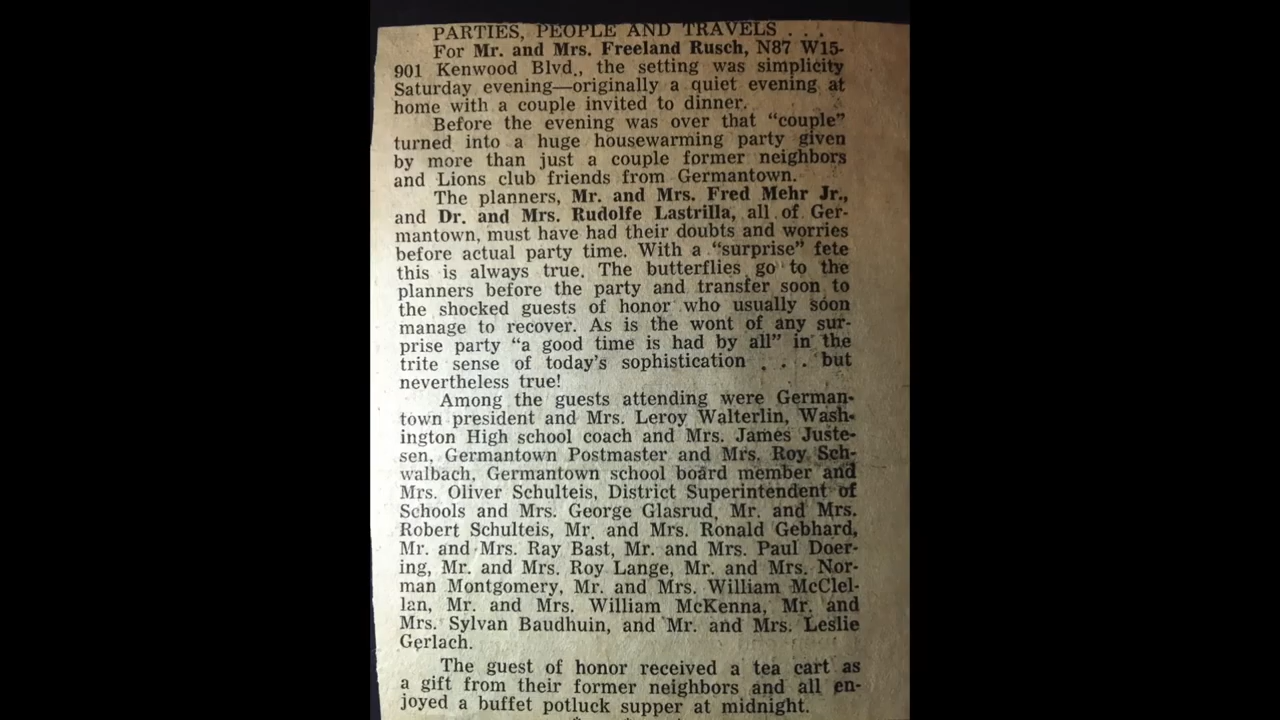 PARTIES, PEOPLE AND TRAVELS . . .
For Mr. and Mrs. Freeland Rusch, N87 W15-
901 Kenwood Blvd., the setting was simplicity
Saturday evening—originally a quiet evening at
home with a couple invited to dinner.
Before the evening was over that “couple”
turned into a huge housewarming party given
by more than just a couple former neighbors
and Lions club friends from Germantown.
The planners, Mr. and Mrs. Fred Mehr Jr.,
and Dr. and Mrs. Rudolfe Lastrilla, all of Ger-
mantown, must have had their doubts and worries
before actual party time. With a “surprise” fete
this is always true. The butterflies go to the
planners before the party and transfer soon to
the shocked guests of honor who usually soon
manage to recover. As is the wont of any sur-
prise party “a good time is had by all” in the
trite sense of today's sophistication . . . but
nevertheless true!
Among the guests attending were German-
town president and Mrs. Leroy Walterlin, Wash-
ington High school coach and Mrs. James Juste-
sen, Germantown Postmaster and Mrs. Roy Sch-
walbach, Germantown school board member and
Mrs. Oliver Schulteis, District Superintendent of
Schools and Mrs. George Glasrud, Mr. and Mrs.
Robert Schulteis, Mr. and Mrs. Ronald Gebhard,
Mr. and Mrs. Ray Bast, Mr. and Mrs. Paul Doer-
ing, Mr. and Mrs. Roy Lange, Mr. and Mrs. Nor-
man Montgomery, Mr. and Mrs. William McClel-
lan, Mr. and Mrs. William McKenna, Mr. and
Mrs. Sylvan Baudhuin, and Mr. and Mrs. Leslie
Gerlach.
The guest of honor received a tea cart as
a gift from their former neighbors and all en-
joyed a buffet potluck supper at midnight.